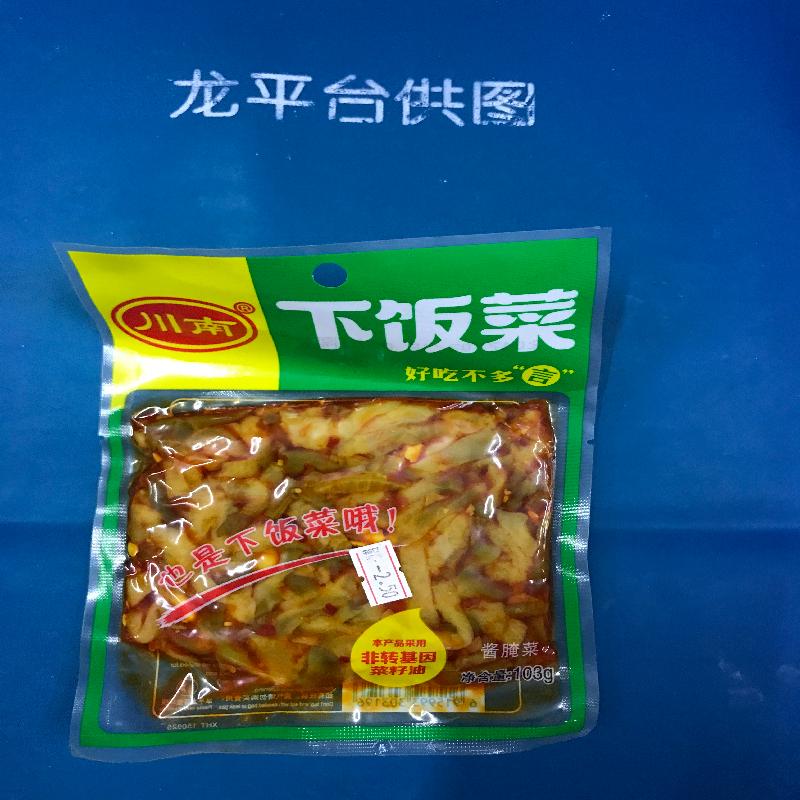 龙平台供图
川南®
下饭菜
好吃不多“言”
也是下饭菜哦!
-2.50
本产品采用
非转基因
菜籽油
酱腌菜
净含量:103g